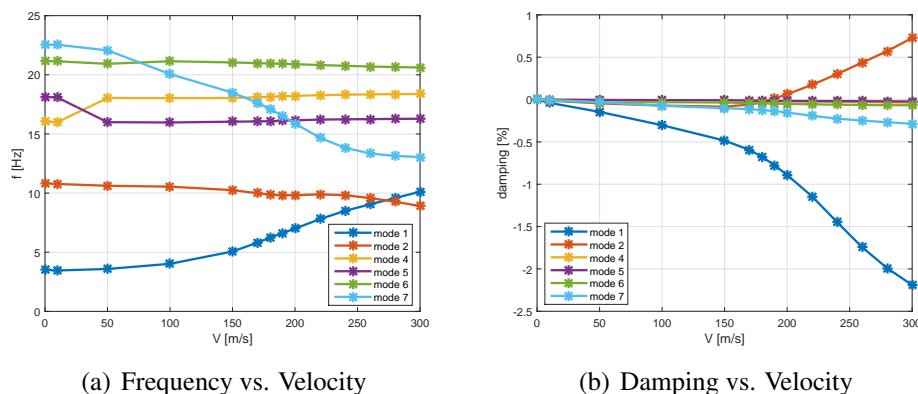 25
20
15
10
5
0
f [Hz]
0 50 100 150 200 250 300
V [m/s]
mode 1
mode 2
mode 4
mode 5
mode 6
mode 7
(a) Frequency vs. Velocity
1
0.5
0
-0.5
-1
-1.5
-2
-2.5
damping [%]
0 50 100 150 200 250 300
V [m/s]
mode 1
mode 2
mode 4
mode 5
mode 6
mode 7
(b) Damping vs. Velocity